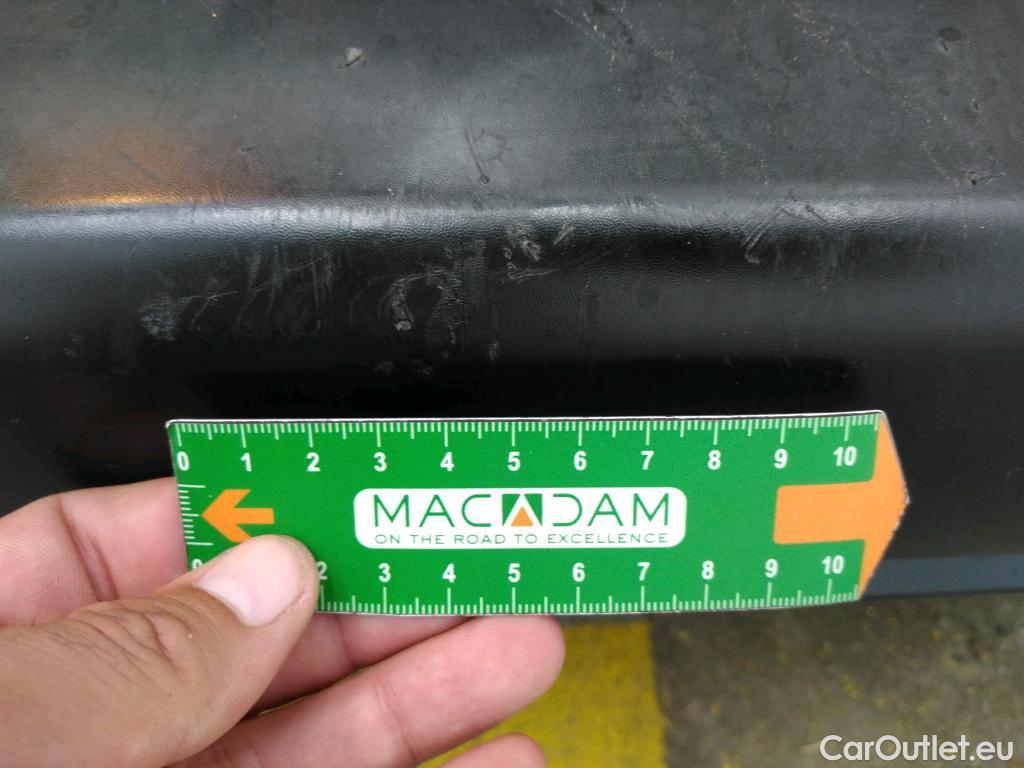 0 1 2 3 4 5 6 7 8 9 10
MACADAM
ON THE ROAD TO EXCELLENCE
0 2 3 4 5 6 7 8 9 10
CarOutlet.eu